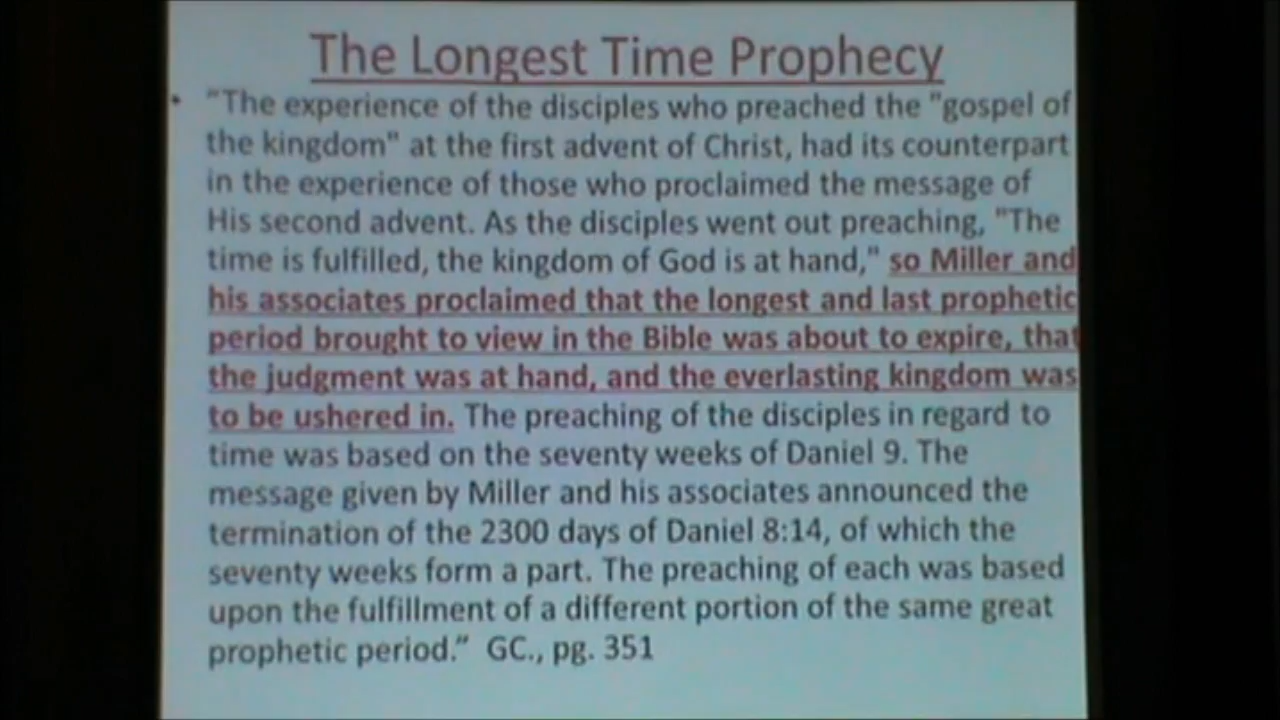 The Longest Time Prophecy
• "The experience of the disciples who preached the "gospel of
the kingdom" at the first advent of Christ, had its counterpart
in the experience of those who proclaimed the message of
His second advent. As the disciples went out preaching, "The
time is fulfilled, the kingdom of God is at hand," so Miller and
his associates proclaimed that the longest and last prophetic
period brought to view in the Bible was about to expire, that
the judgment was at hand, and the everlasting kingdom was
to be ushered in. The preaching of the disciples in regard to
time was based on the seventy weeks of Daniel 9. The
message given by Miller and his associates announced the
termination of the 2300 days of Daniel 8:14, of which the
seventy weeks form a part. The preaching of each was based
upon the fulfillment of a different portion of the same great
prophetic period.” GC., pg. 351